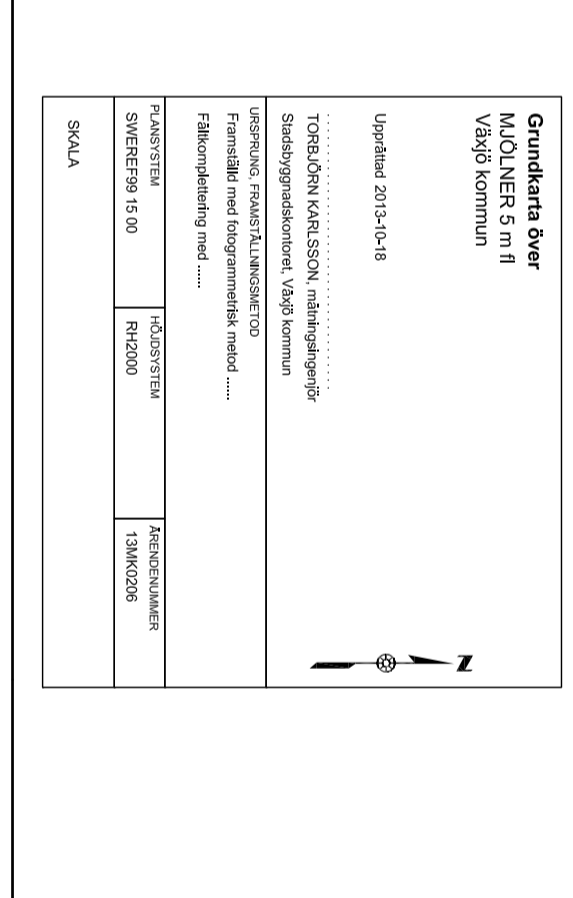 Grundkarta över
MJÖLNER 5 m fl
Växjö kommun
N
Upprättad 2013-10-18
TORBJÖRN KARLSSON, mätningsingenjör
Stadsbyggnadskontoret, Växjö kommun
URSPRUNG, FRAMSTÄLLNINGSMETOD
Framställd med fotogrammetrisk metod ......
Fältkomplettering med ......
PLANSYSTEM
SWEREF99 15 00
HÖJDSYSTEM
RH2000
ÄRENDENUMMER
13MK0206
SKALA